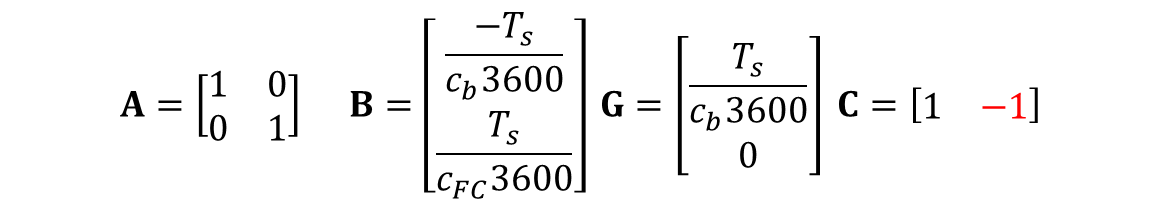 𝐀 = [1 0; 0 1] 𝐁 = [−T_s / c_b 3600; T_s / c_FC 3600] 𝐆 = [T_s / c_b 3600; 0] 𝐂 = [1 −1]